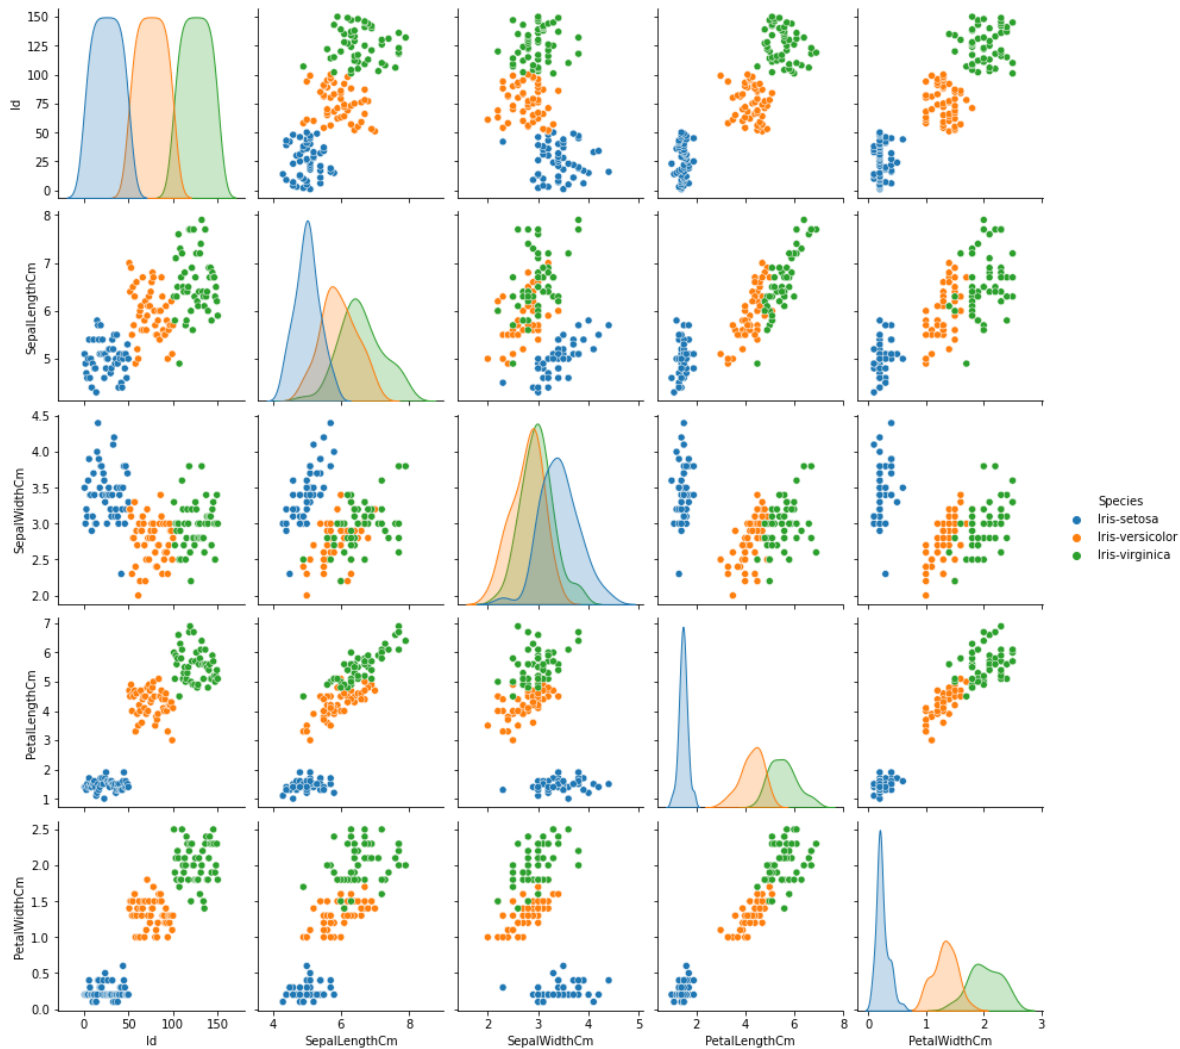 150
125
100
75
50
25
0
Id
8
7
6
5
SepalLengthCm
4.5
4.0
3.5
3.0
2.5
2.0
SepalWidthCm
Species
Iris-setosa
Iris-versicolor
Iris-virginica
7
6
5
4
3
2
1
PetalLengthCm
2.5
2.0
1.5
1.0
0.5
0.0
PetalWidthCm
0 50 100 150
Id
4 6 8
SepalLengthCm
2 3 4 5
SepalWidthCm
2 4 6 8
PetalLengthCm
0 1 2 3
PetalWidthCm